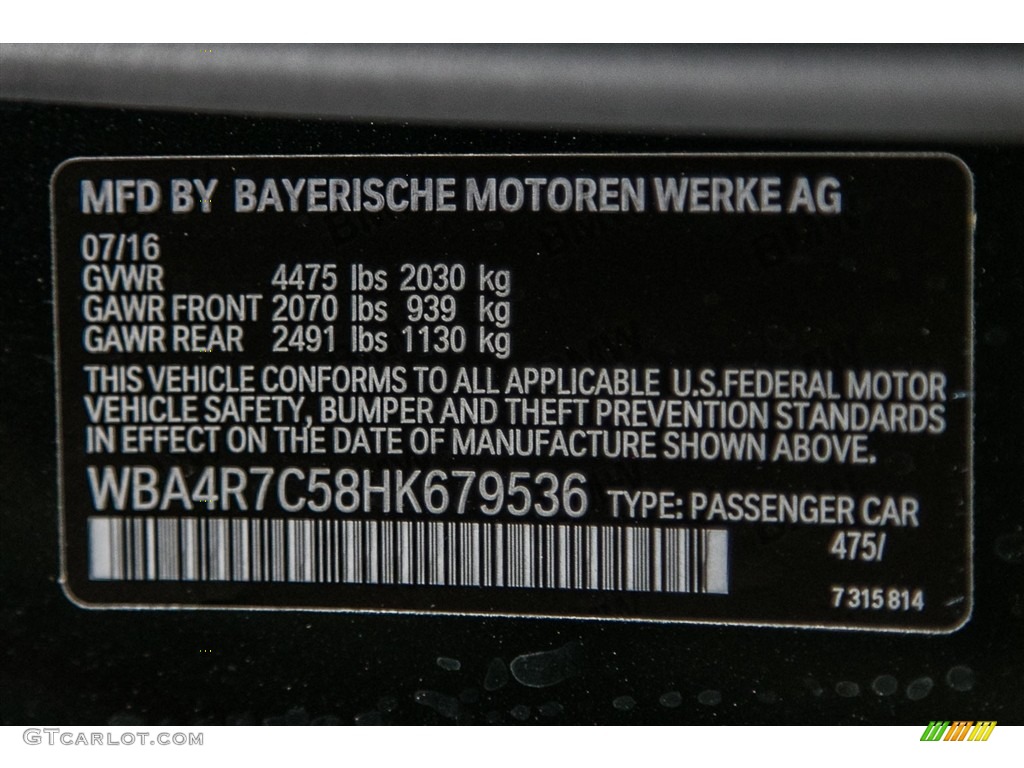 MFD BY BAYERISCHE MOTOREN WERKE AG
07/16
GVWR 4475 lbs 2030 kg
GAWR FRONT 2070 lbs 939 kg
GAWR REAR 2491 lbs 1130 kg
THIS VEHICLE CONFORMS TO ALL APPLICABLE U.S.FEDERAL MOTOR
VEHICLE SAFETY, BUMPER AND THEFT PREVENTION STANDARDS
IN EFFECT ON THE DATE OF MANUFACTURE SHOWN ABOVE.
WBA4R7C58HK679536 TYPE: PASSENGER CAR
475/
7 315 814
GTCARLOT.COM